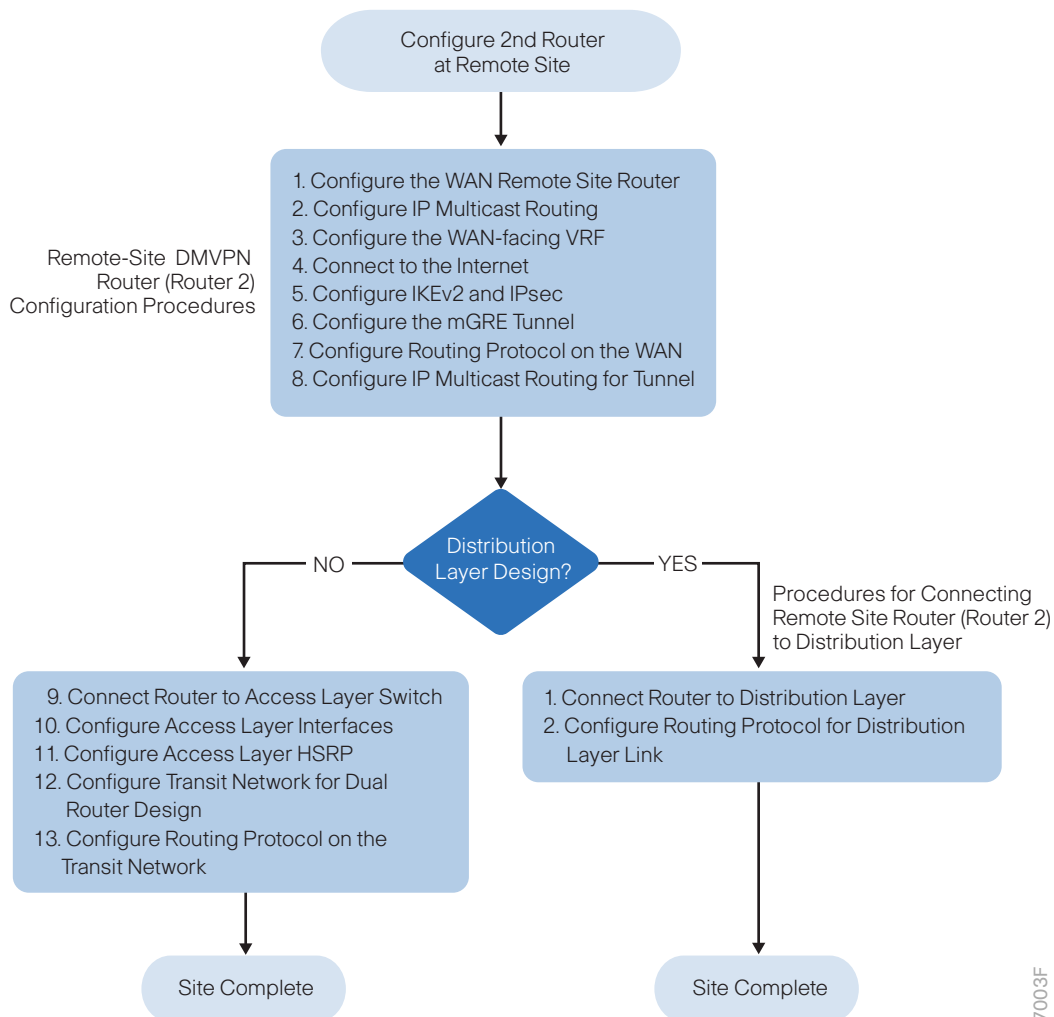 Configure 2nd Router
at Remote Site
Remote-Site DMVPN
Router (Router 2)
Configuration Procedures
1. Configure the WAN Remote Site Router
2. Configure IP Multicast Routing
3. Configure the WAN-facing VRF
4. Connect to the Internet
5. Configure IKEv2 and IPsec
6. Configure the mGRE Tunnel
7. Configure Routing Protocol on the WAN
8. Configure IP Multicast Routing for Tunnel
Distribution
Layer Design?
NO
YES
Procedures for Connecting
Remote Site Router (Router 2)
to Distribution Layer
9. Connect Router to Access Layer Switch
10. Configure Access Layer Interfaces
11. Configure Access Layer HSRP
12. Configure Transit Network for Dual
Router Design
13. Configure Routing Protocol on the
Transit Network
1. Connect Router to Distribution Layer
2. Configure Routing Protocol for Distribution
Layer Link
Site Complete
Site Complete
7003F